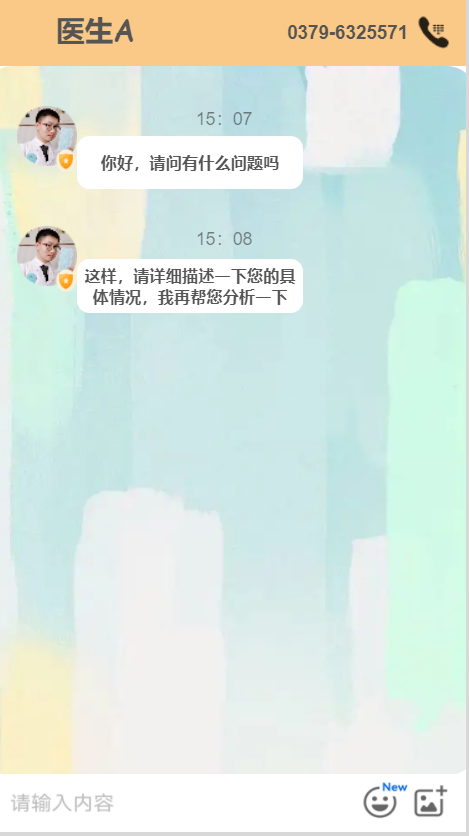 医生A
0379-6325571
15：07
你好，请问有什么问题吗
15：08
这样，请详细描述一下您的具
体情况，我再帮您分析一下
请输入内容
New